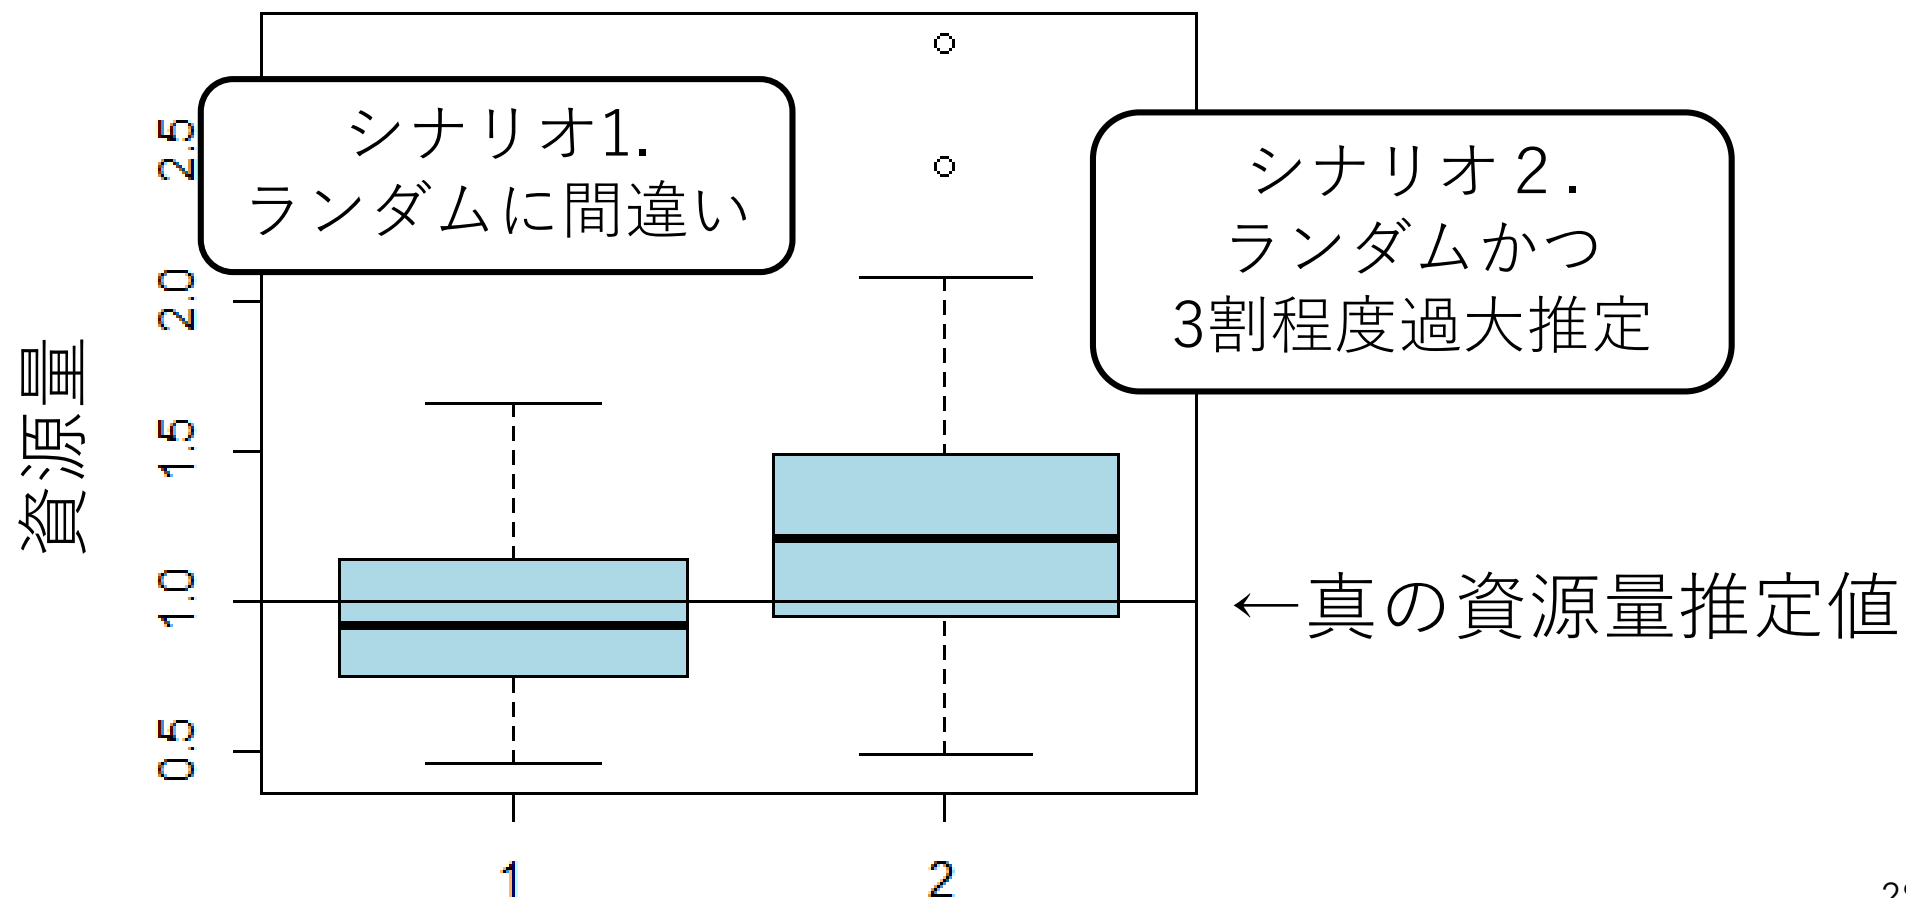 シナリオ1.
ランダムに間違い
シナリオ２.
ランダムかつ
3割程度過大推定
資源量
2.5
2.0
1.5
1.0
0.5
←真の資源量推定値
1
2